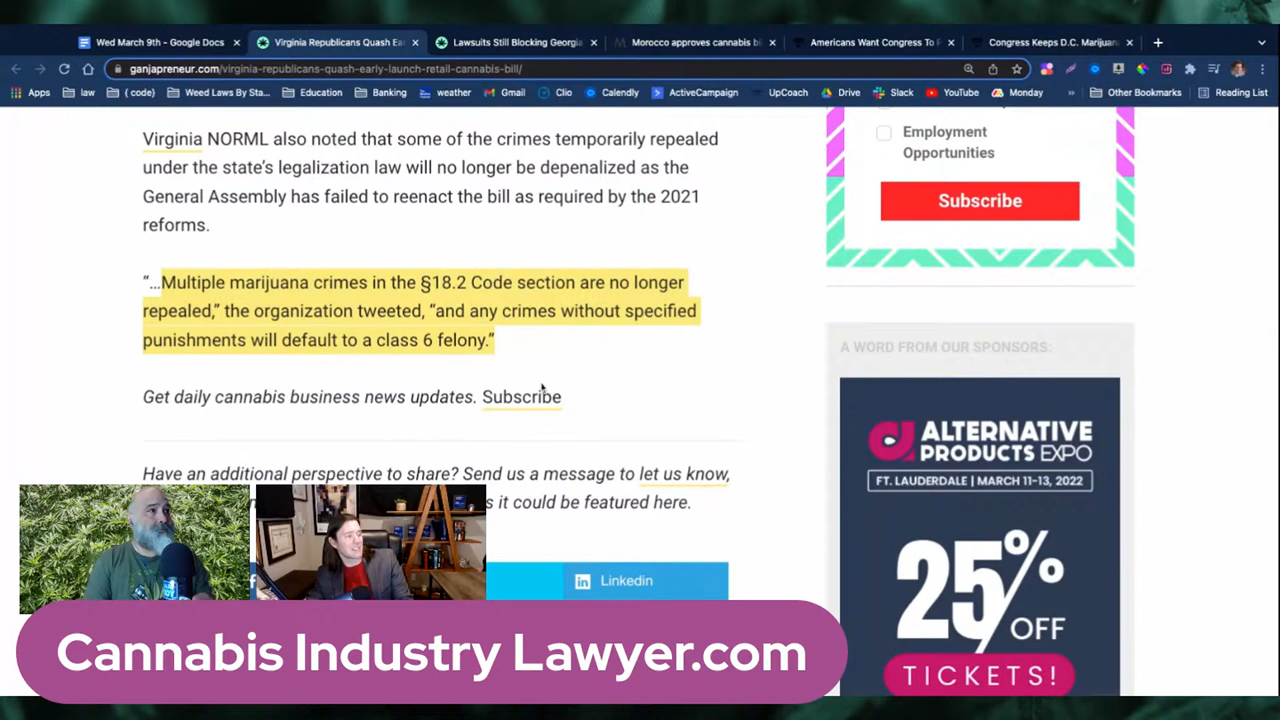 Wed March 9th - Google Docs
Virginia Republicans Quash Ea
Lawsuits Still Blocking Georgia
Morocco approves cannabis bi
Americans Want Congress To F
Congress Keeps D.C. Marijuan
ganjapreneur.com/virginia-republicans-quash-early-launch-retail-cannabis-bill/
Apps law { code} Weed Laws By Sta... Education Banking weather Gmail Clio Calendly ActiveCampaign UpCoach Drive Slack YouTube Monday » Other Bookmarks Reading List
Virginia NORML also noted that some of the crimes temporarily repealed
under the state's legalization law will no longer be depenalized as the
General Assembly has failed to reenact the bill as required by the 2021
reforms.
“…Multiple marijuana crimes in the §18.2 Code section are no longer
repealed,” the organization tweeted, “and any crimes without specified
punishments will default to a class 6 felony.”
Get daily cannabis business news updates. Subscribe
Have an additional perspective to share? Send us a message to let us know,
s it could be featured here.
Linkedin
Employment
Opportunities
Subscribe
A WORD FROM OUR SPONSORS:
ALTERNATIVE
PRODUCTS EXPO
FT. LAUDERDALE | MARCH 11-13, 2022
25%
OFF
TICKETS!
Cannabis Industry Lawyer.com